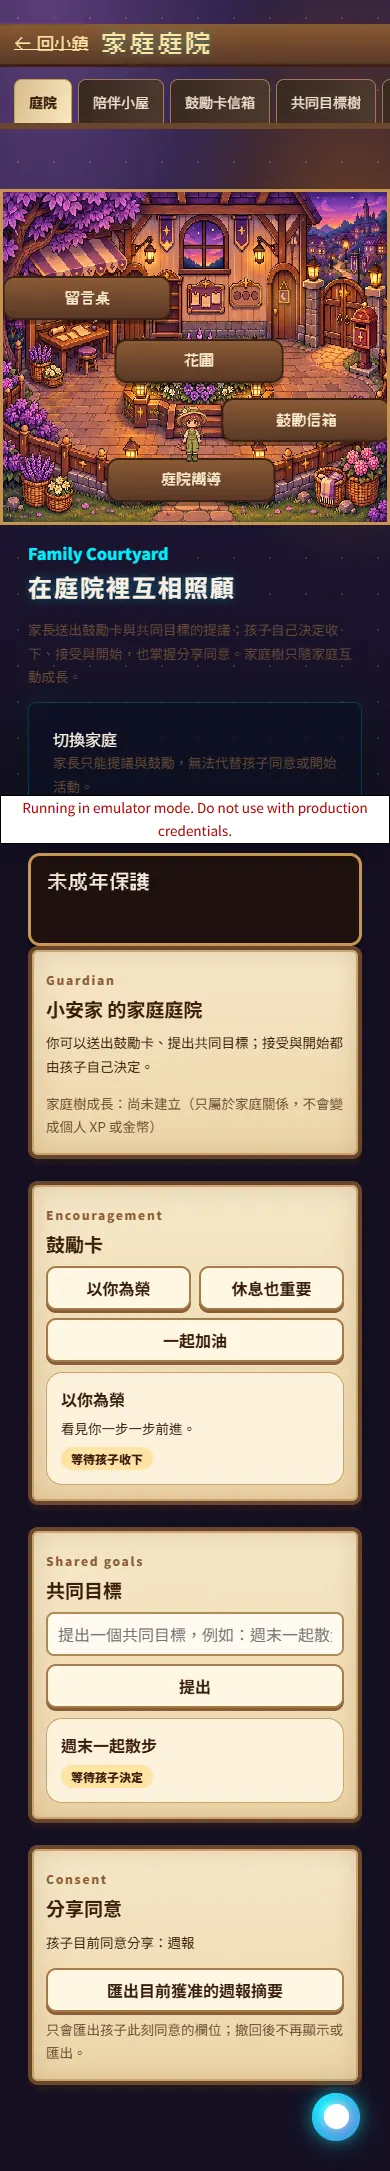 ← 回小鎮 家庭庭院
庭院 陪伴小屋 鼓勵卡信箱 共同目標樹
留言桌
花圃
鼓勵信箱
庭院嚮導
Family Courtyard
在庭院裡互相照顧
家長送出鼓勵卡與共同目標的提議；孩子自己決定收
下、接受與開始，也掌握分享同意。家庭樹只隨家庭互
動成長。
切換家庭
家長只能提議與鼓勵，無法代替孩子同意或開始
活動。
Running in emulator mode. Do not use with production
credentials.
未成年保護
Guardian
小安家 的家庭庭院
你可以送出鼓勵卡、提出共同目標；接受與開始都
由孩子自己決定。
家庭樹成長：尚未建立（只屬於家庭關係，不會變
成個人 XP 或金幣）
Encouragement
鼓勵卡
以你為榮 休息也重要
一起加油
以你為榮
看見你一步一步前進。
等待孩子收下
Shared goals
共同目標
提出一個共同目標，例如：週末一起散
提出
週末一起散步
等待孩子決定
Consent
分享同意
孩子目前同意分享：週報
匯出目前獲准的週報摘要
只會匯出孩子此刻同意的欄位；撤回後不再顯示或
匯出。